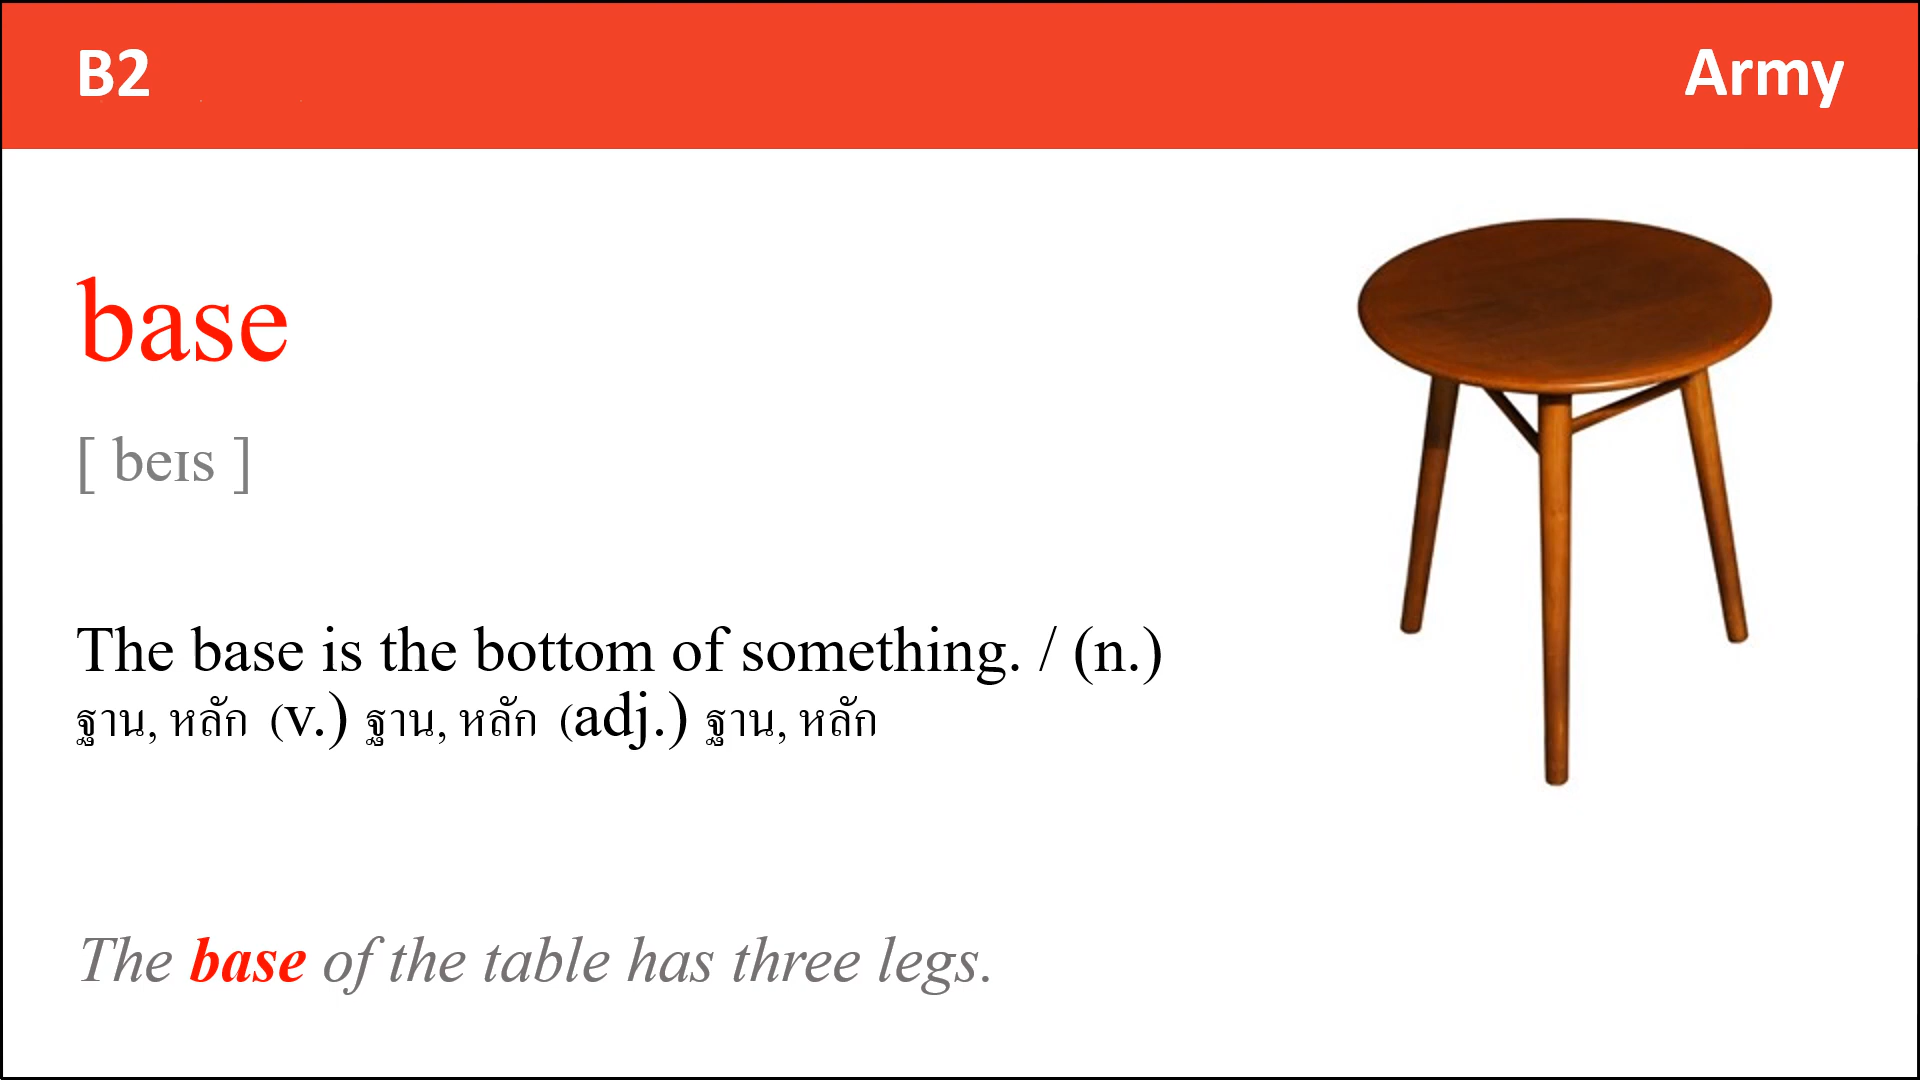 B2
Army
base
[ beɪs ]
The base is the bottom of something. / (n.)
ฐาน, หลัก (v.) ฐาน, หลัก (adj.) ฐาน, หลัก
The base of the table has three legs.